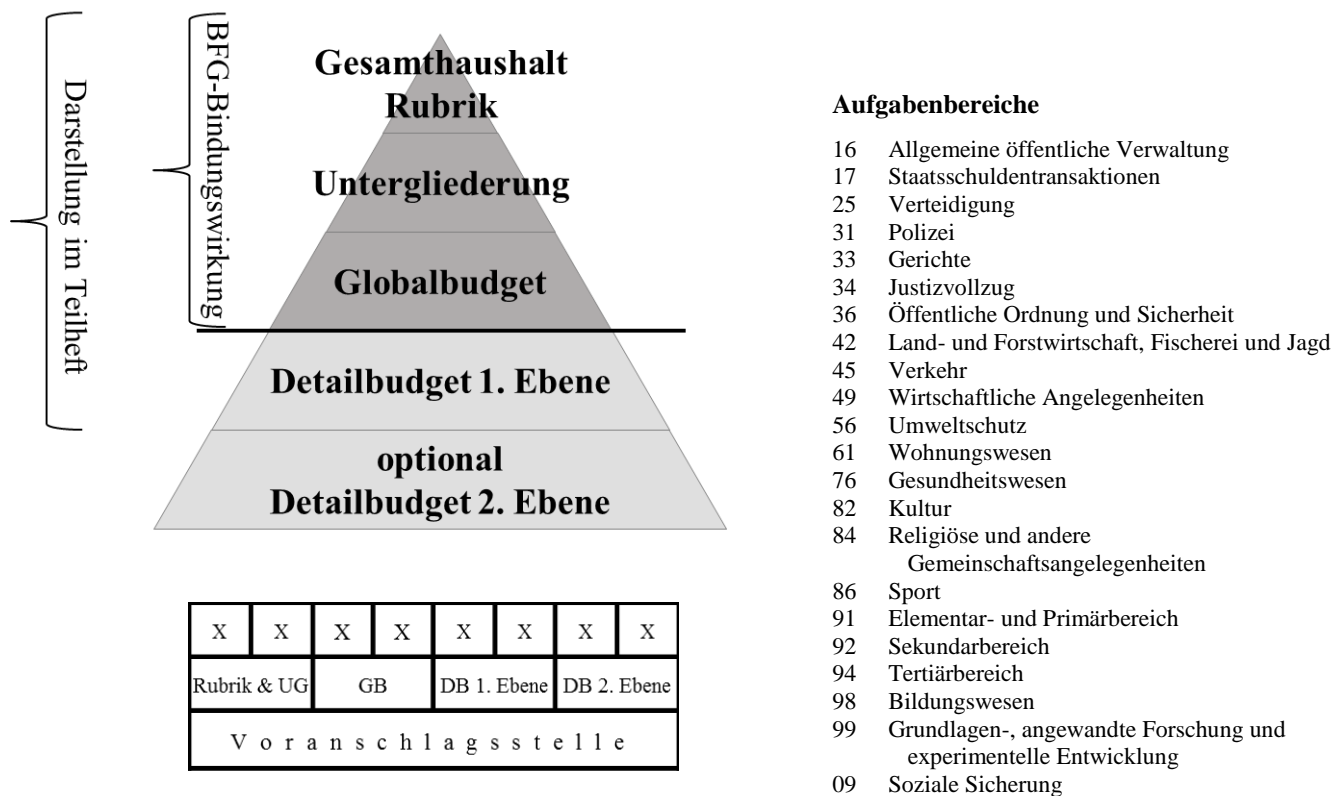 Darstellung im Teilheft
BFG-Bindungswirkung
Gesamthaushalt
Rubrik
Untergliederung
Globalbudget
Detailbudget 1. Ebene
optional
Detailbudget 2. Ebene
X X X X X X X X
Rubrik & UG GB DB 1. Ebene DB 2. Ebene
Voranschlagsstelle
Aufgabenbereiche
16 Allgemeine öffentliche Verwaltung
17 Staatsschuldentransaktionen
25 Verteidigung
31 Polizei
33 Gerichte
34 Justizvollzug
36 Öffentliche Ordnung und Sicherheit
42 Land- und Forstwirtschaft, Fischerei und Jagd
45 Verkehr
49 Wirtschaftliche Angelegenheiten
56 Umweltschutz
61 Wohnungswesen
76 Gesundheitswesen
82 Kultur
84 Religiöse und andere
Gemeinschaftsangelegenheiten
86 Sport
91 Elementar- und Primärbereich
92 Sekundarbereich
94 Tertiärbereich
98 Bildungswesen
99 Grundlagen-, angewandte Forschung und
experimentelle Entwicklung
09 Soziale Sicherung